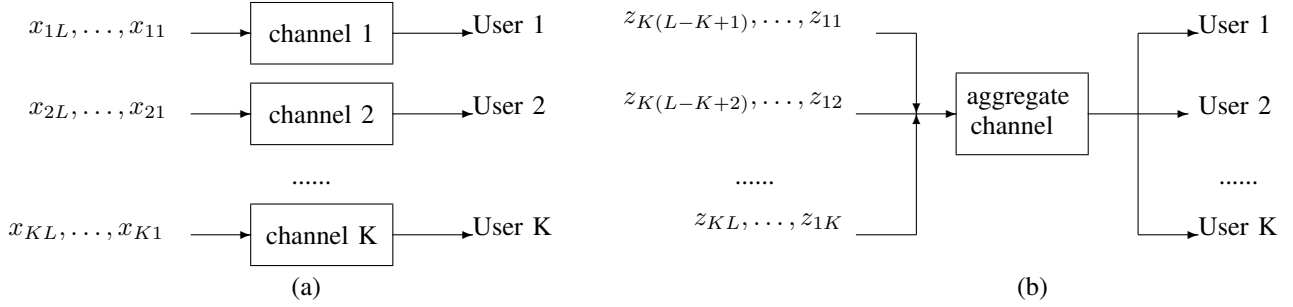 x_{1L}, . . . , x_{11}
channel 1
User 1
x_{2L}, . . . , x_{21}
channel 2
User 2
......
x_{KL}, . . . , x_{K1}
channel K
User K
(a)
z_{K(L−K+1)}, . . . , z_{11}
User 1
z_{K(L−K+2)}, . . . , z_{12}
aggregate
channel
User 2
......
......
z_{KL}, . . . , z_{1K}
User K
(b)